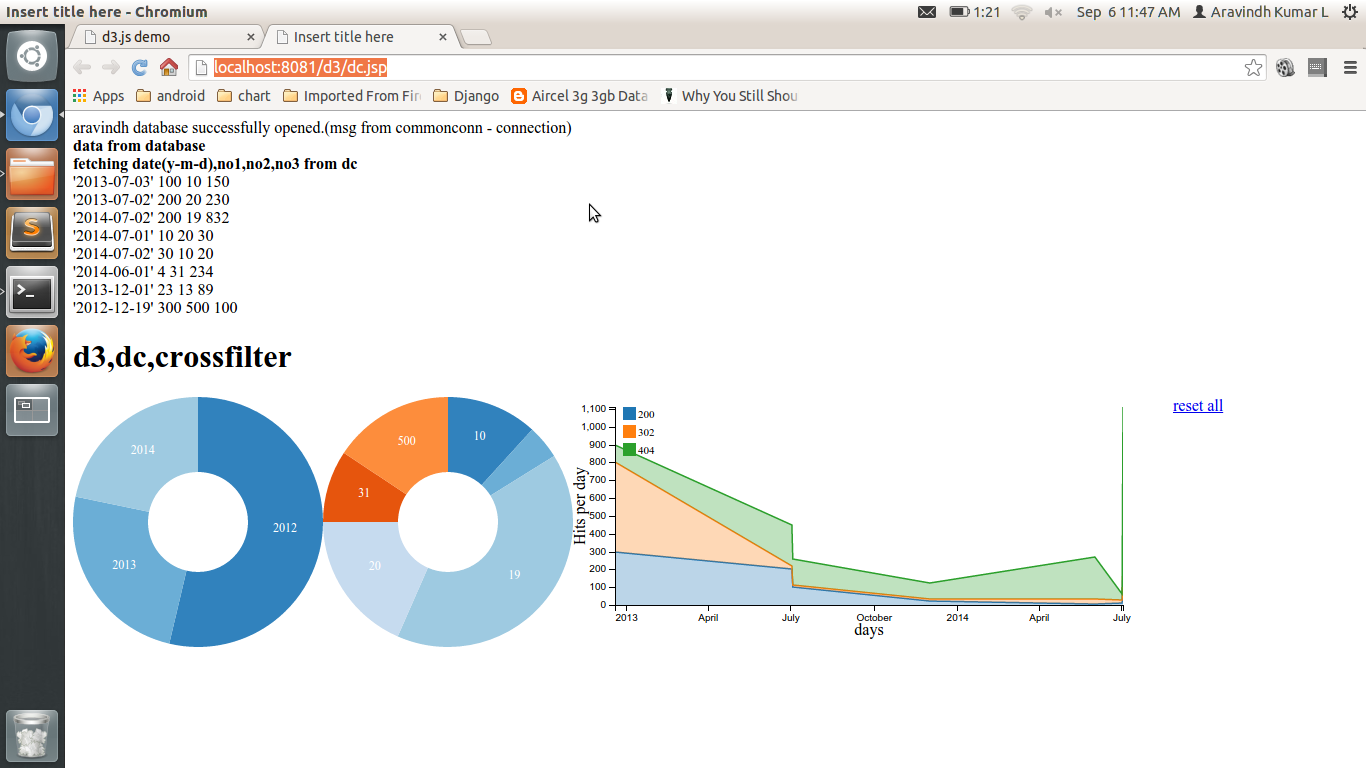 Insert title here - Chromium
1:21 Sep 6 11:47 AM Aravindh Kumar L
d3.js demo Insert title here
localhost:8081/d3/dc.jsp
Apps android chart Imported From Fire Django Aircel 3g 3gb Data Why You Still Shou
aravindh database successfully opened.(msg from commonconn - connection)
data from database
fetching date(y-m-d),no1,no2,no3 from dc
'2013-07-03' 100 10 150
'2013-07-02' 200 20 230
'2014-07-02' 200 19 832
'2014-07-01' 10 20 30
'2014-07-02' 30 10 20
'2014-06-01' 4 31 234
'2013-12-01' 23 13 89
'2012-12-19' 300 500 100
d3,dc,crossfilter
2014
2013
2012
500
10
31
20
19
Hits per day
1,100
1,000
900
800
700
600
500
400
300
200
100
0
200
302
404
2013 April July October 2014 April July
days
reset all